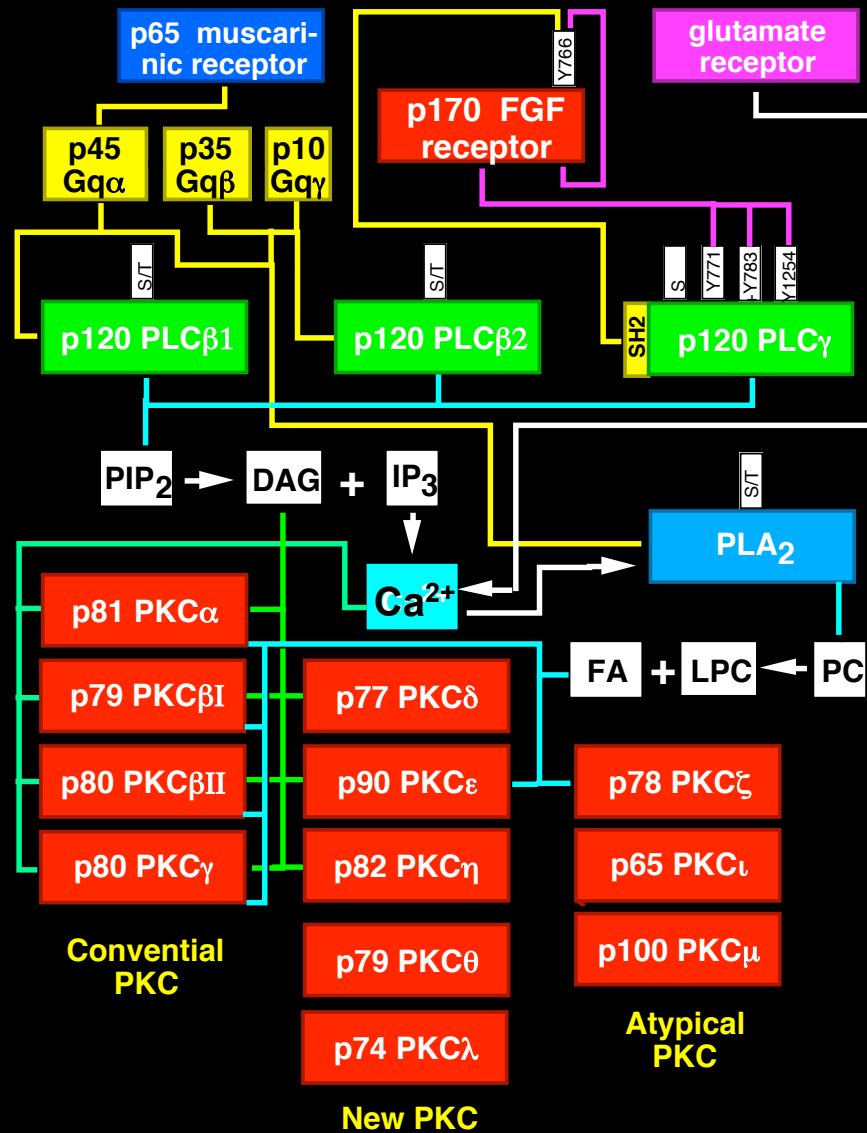 p65 muscari-
nic receptor
Y766
glutamate
receptor
p170 FGF
receptor
p45
Gqα
p35
Gqβ
p10
Gqγ
S/T
S/T
S
Y771
+Y783
Y1254
p120 PLCβ1
p120 PLCβ2
SH2
p120 PLCγ
PIP2
DAG
+
IP3
S/T
PLA2
Ca2+
p81 PKCα
FA
+
LPC
PC
p79 PKCβI
p77 PKCδ
p80 PKCβII
p90 PKCε
p78 PKCζ
p80 PKCγ
p82 PKCη
p65 PKCι
Convential
PKC
p79 PKCθ
p100 PKCμ
p74 PKCλ
Atypical
PKC
New PKC